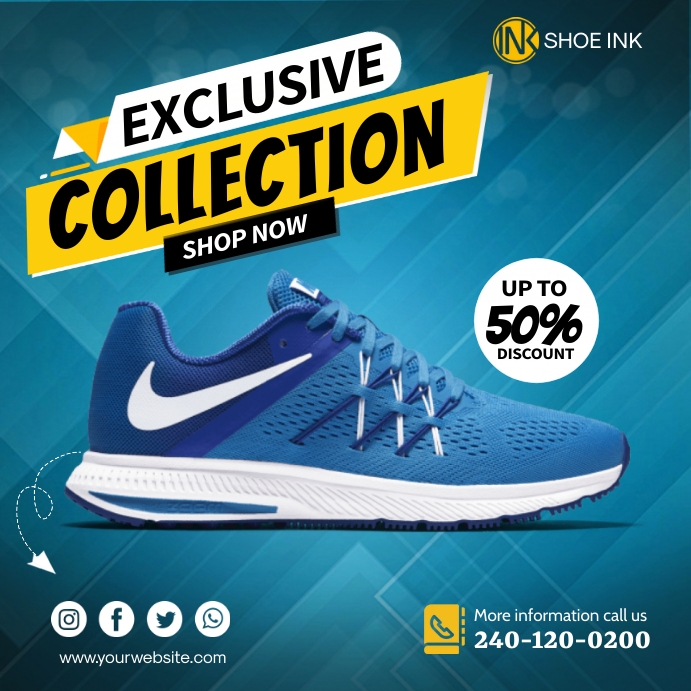 INK SHOE INK
EXCLUSIVE
COLLECTION
SHOP NOW
UP TO
50%
DISCOUNT
More information call us
240-120-0200
www.yourwebsite.com